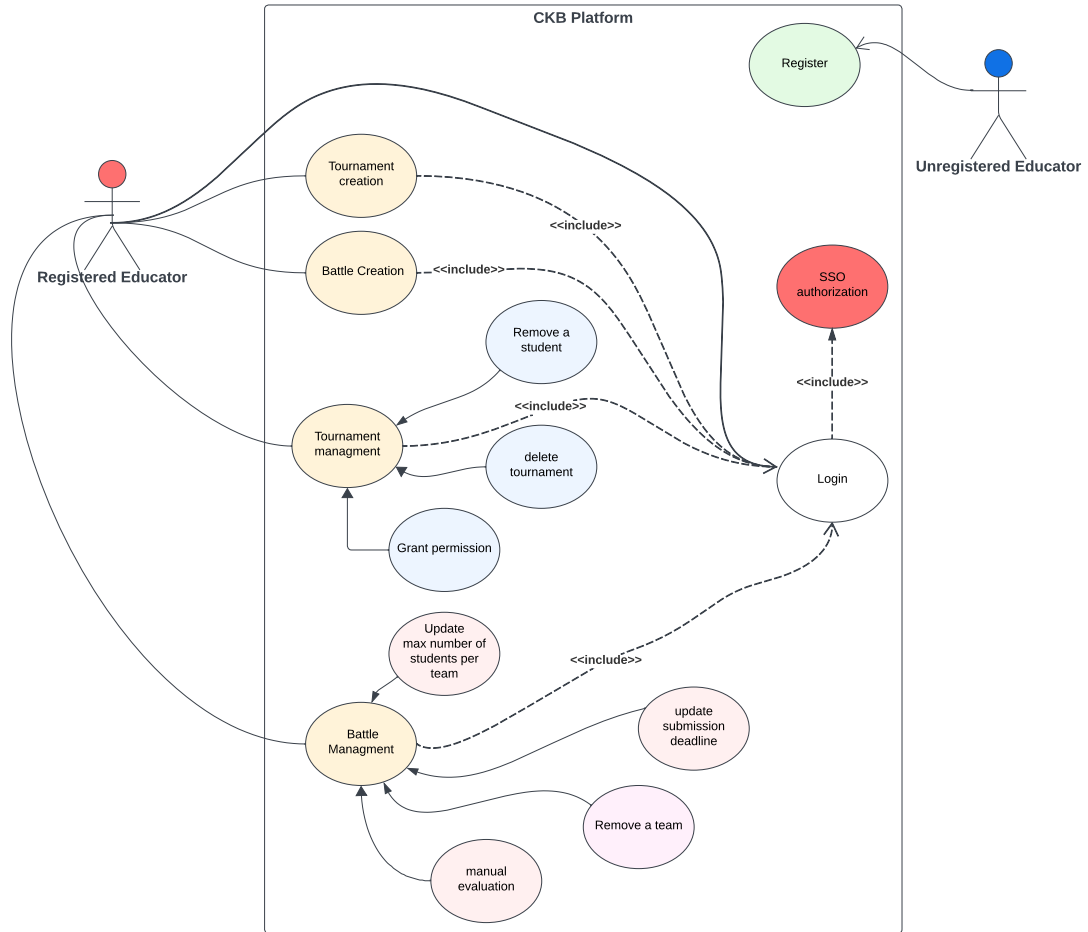 CKB Platform
Register
Unregistered Educator
Tournament
creation
<<include>>
Registered Educator
Battle Creation
<<include>>
SSO
authorization
Remove a
student
<<include>>
<<include>>
Tournament
managment
delete
tournament
Login
Grant permission
Update
max number of
students per
team
<<include>>
update
submission
deadline
Battle
Managment
Remove a team
manual
evaluation